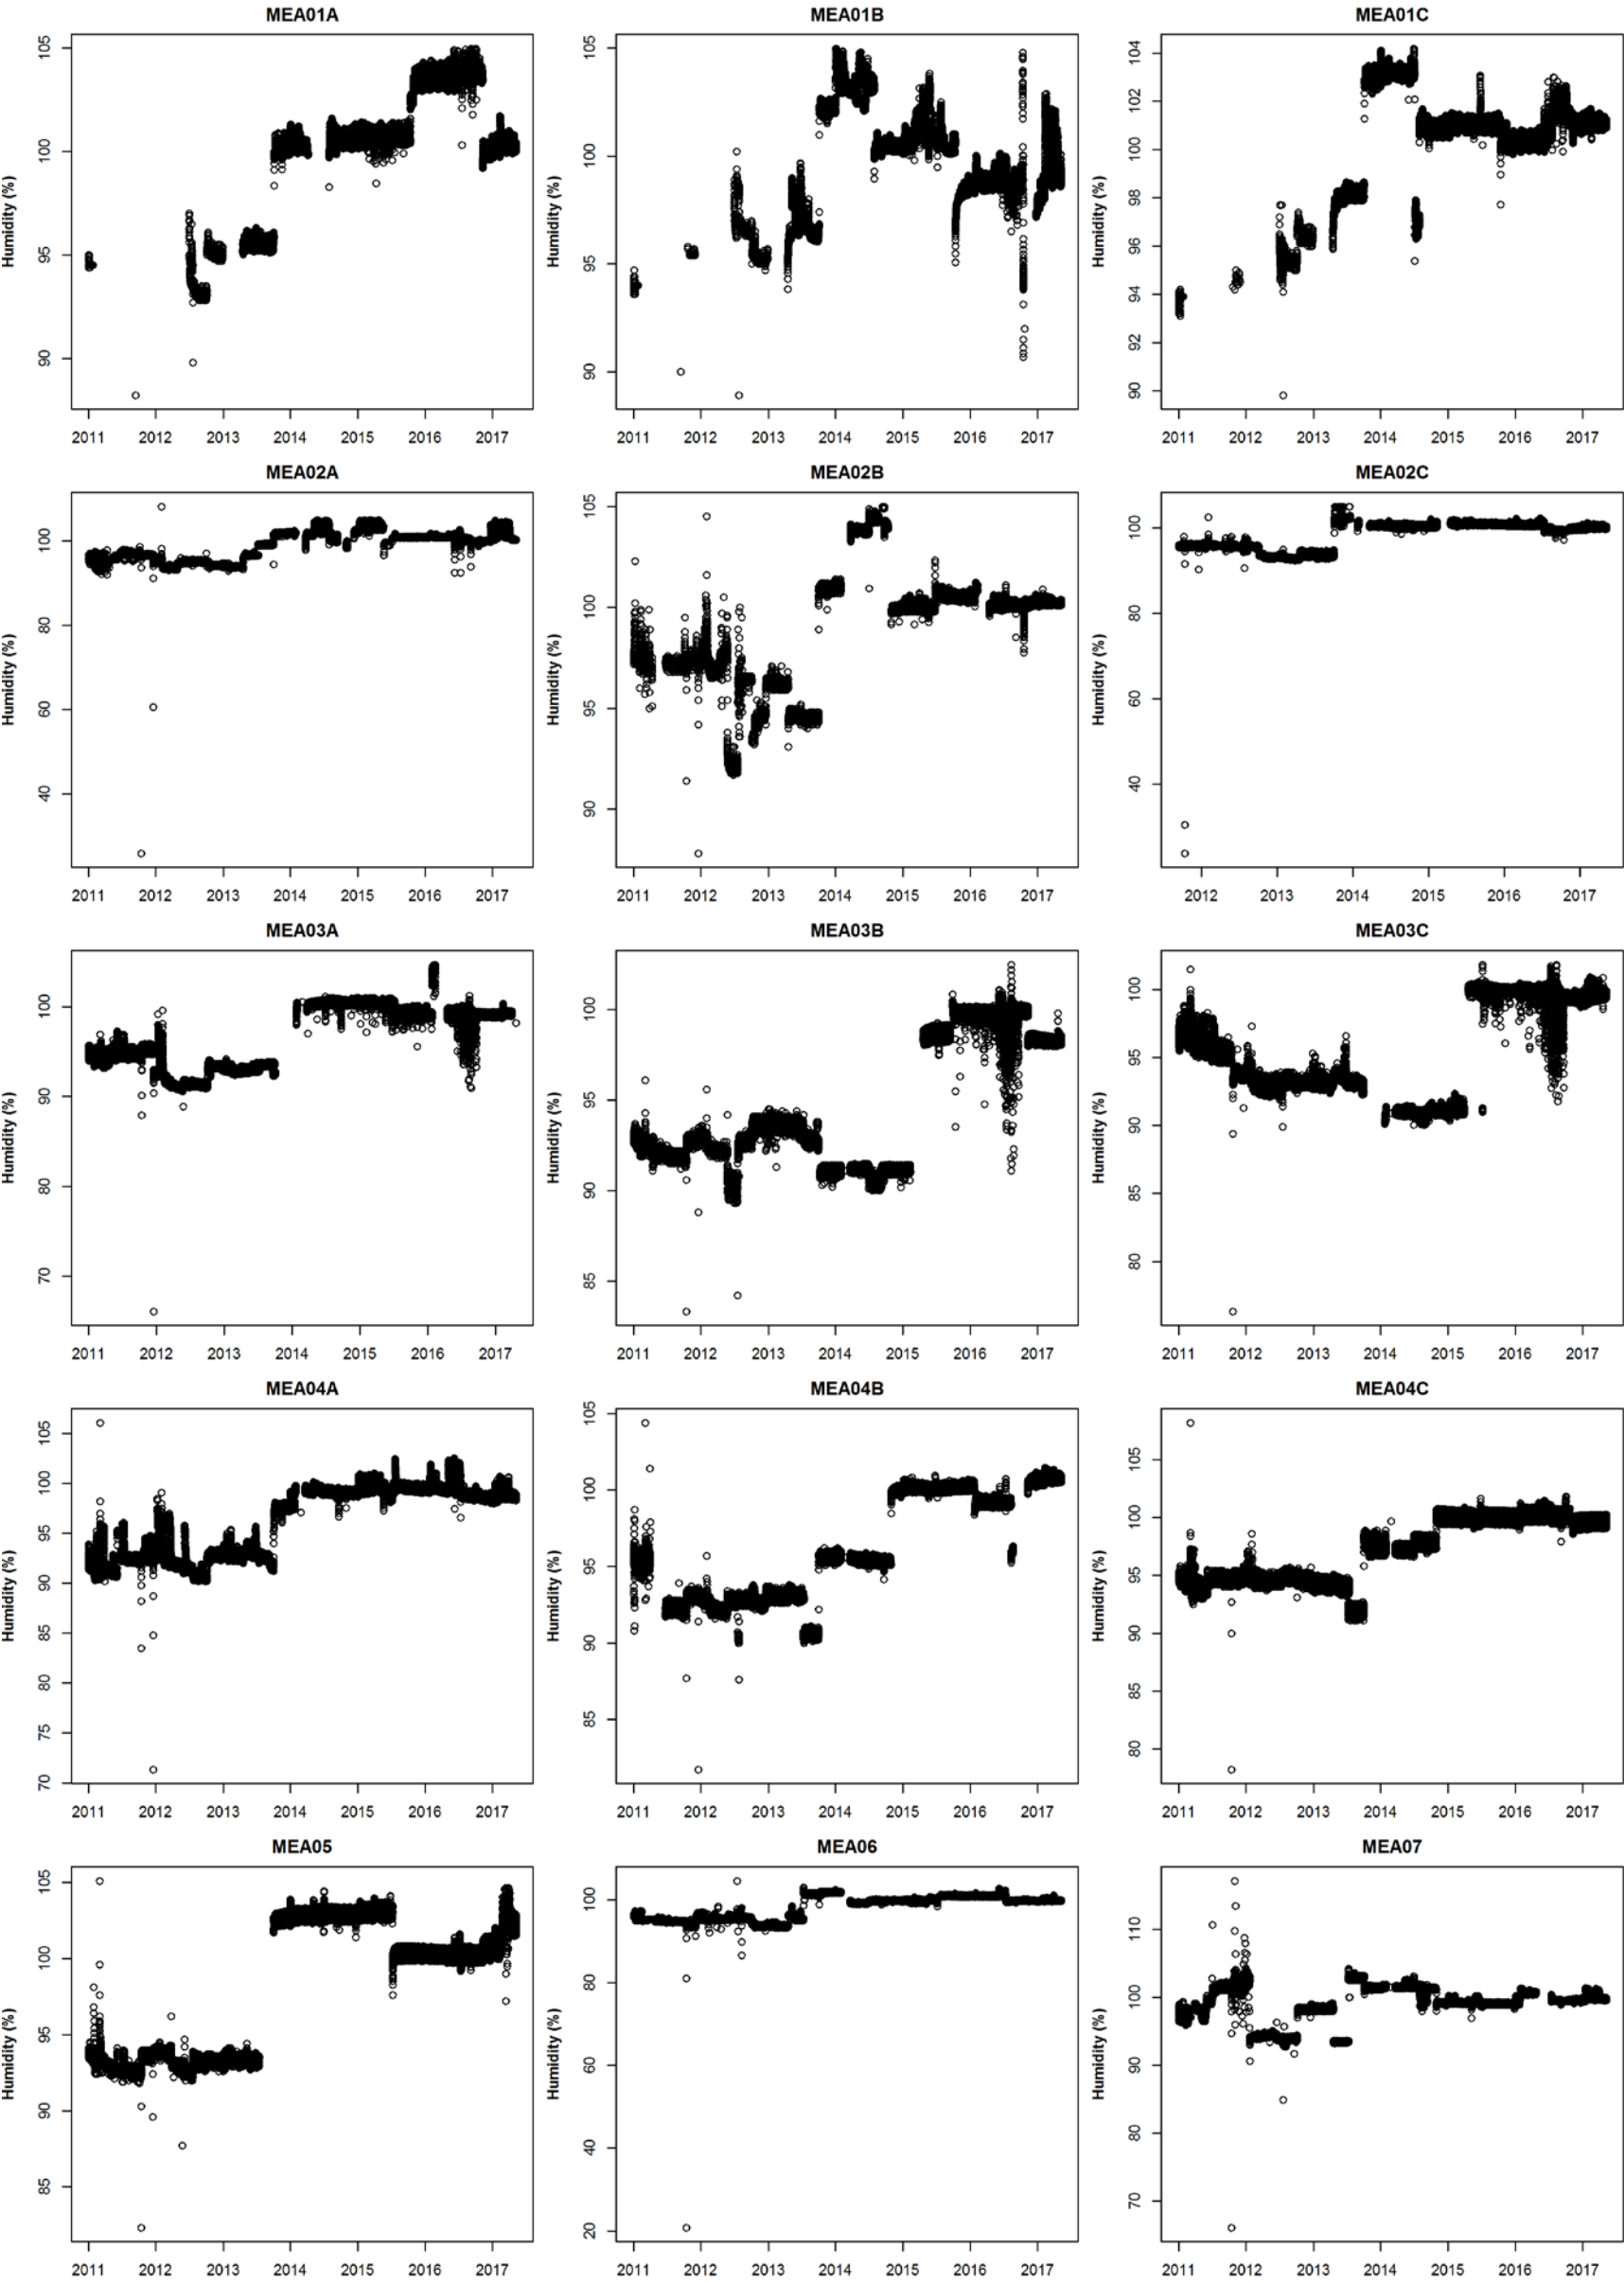 MEA01A
MEA01B
MEA01C
Humidity (%)
90 95 100 105
2011 2012 2013 2014 2015 2016 2017
Humidity (%)
90 95 100 105
2011 2012 2013 2014 2015 2016 2017
Humidity (%)
90 92 94 96 98 100 102 104
2011 2012 2013 2014 2015 2016 2017
MEA02A
MEA02B
MEA02C
Humidity (%)
40 60 80 100
2011 2012 2013 2014 2015 2016 2017
Humidity (%)
90 95 100 105
2011 2012 2013 2014 2015 2016 2017
Humidity (%)
40 60 80 100
2012 2013 2014 2015 2016 2017
MEA03A
MEA03B
MEA03C
Humidity (%)
70 80 90 100
2011 2012 2013 2014 2015 2016 2017
Humidity (%)
85 90 95 100
2011 2012 2013 2014 2015 2016 2017
Humidity (%)
80 85 90 95 100
2011 2012 2013 2014 2015 2016 2017
MEA04A
MEA04B
MEA04C
Humidity (%)
70 75 80 85 90 95 100 105
2011 2012 2013 2014 2015 2016 2017
Humidity (%)
85 90 95 100 105
2011 2012 2013 2014 2015 2016 2017
Humidity (%)
80 85 90 95 100 105
2011 2012 2013 2014 2015 2016 2017
MEA05
MEA06
MEA07
Humidity (%)
85 90 95 100 105
2011 2012 2013 2014 2015 2016 2017
Humidity (%)
20 40 60 80 100
2011 2012 2013 2014 2015 2016 2017
Humidity (%)
70 80 90 100 110
2011 2012 2013 2014 2015 2016 2017